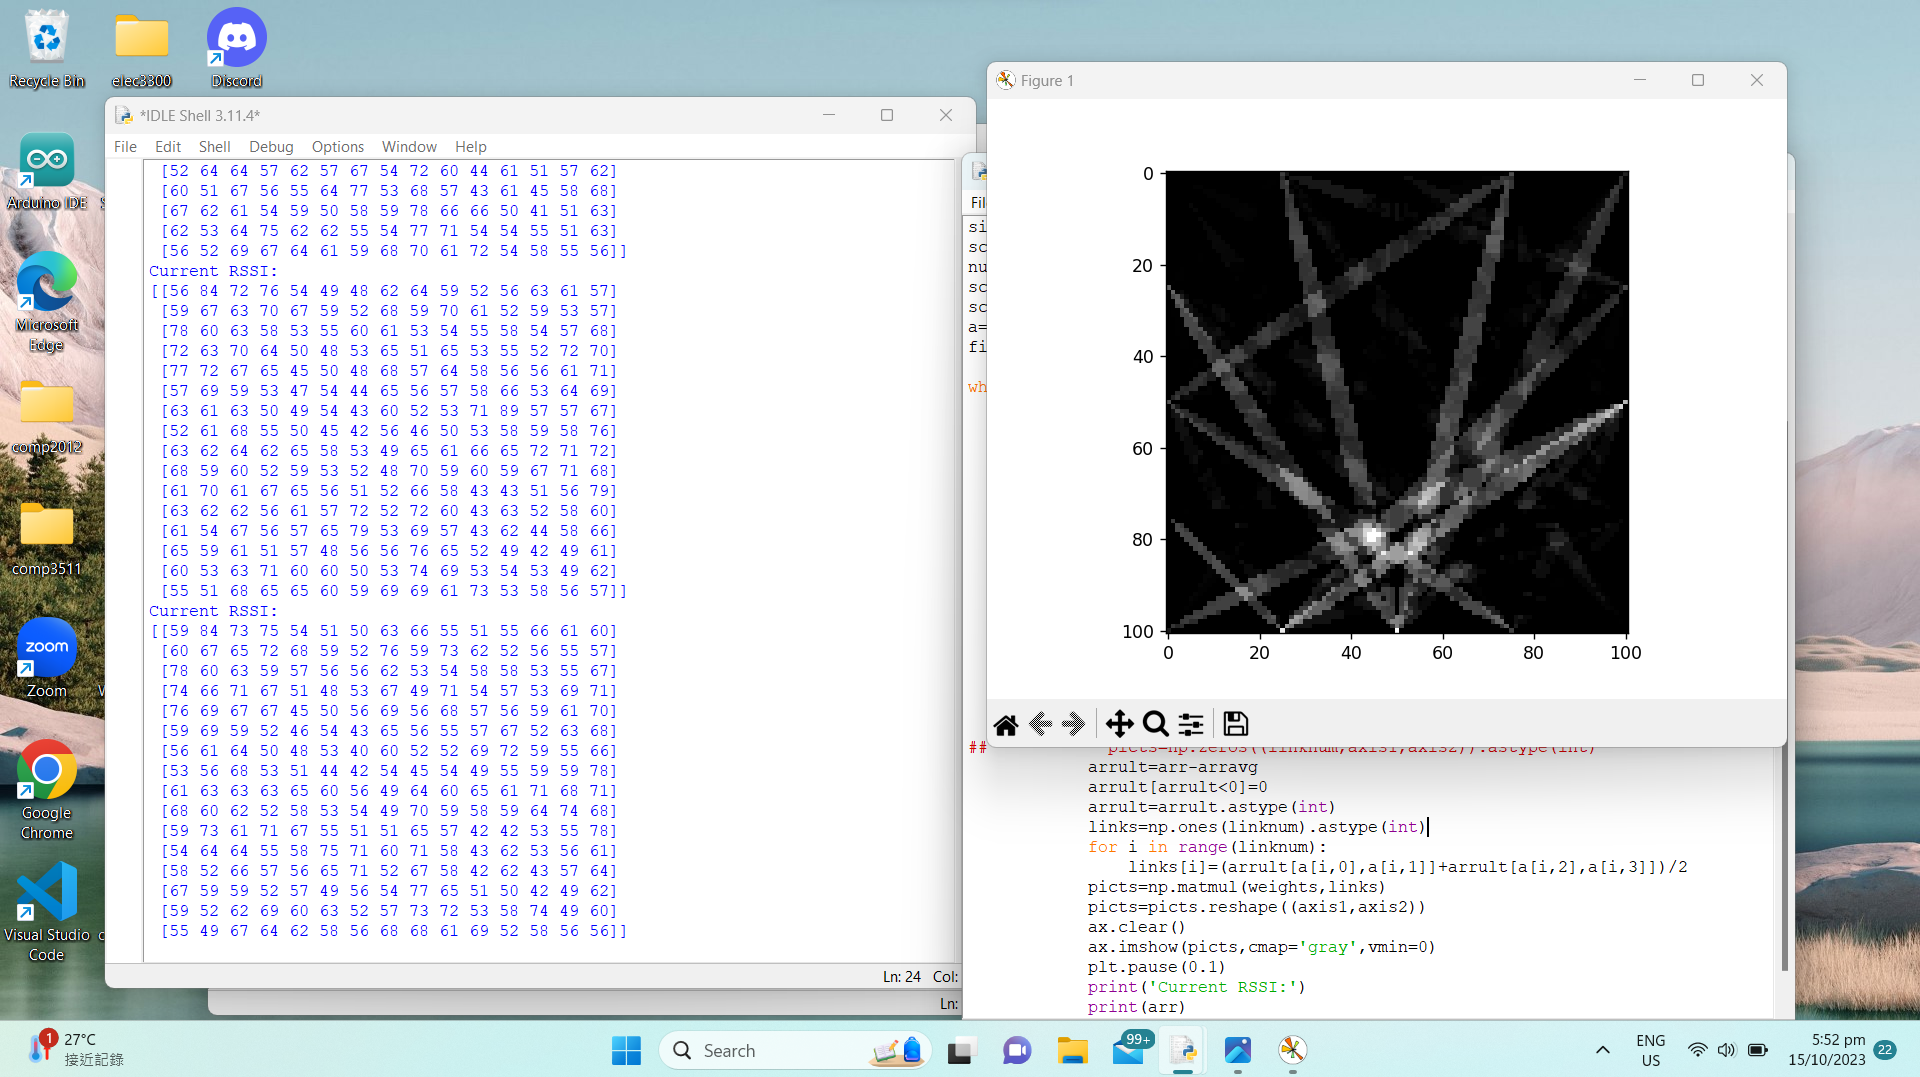 Recycle Bin
elec3300
Discord
Arduino IDE
Microsoft Edge
comp2012
comp3511
Zoom
zoom
Google Chrome
Visual Studio Code
*IDLE Shell 3.11.4*
File Edit Shell Debug Options Window Help
[52 64 64 57 62 57 67 54 72 60 44 61 51 57 62]
[60 51 67 56 55 64 77 53 68 57 43 61 45 58 68]
[67 62 61 54 59 50 58 59 78 66 66 50 41 51 63]
[62 53 64 75 62 62 55 54 77 71 54 54 55 51 63]
[56 52 69 67 64 61 59 68 70 61 72 54 58 55 56]]
Current RSSI:
[[56 84 72 76 54 49 48 62 64 59 52 56 63 61 57]
[59 67 63 70 67 59 52 68 59 70 61 52 59 53 57]
[78 60 63 58 53 55 60 61 53 54 55 58 54 57 68]
[72 63 70 64 50 48 53 65 51 65 53 55 52 72 70]
[77 72 67 65 45 50 48 68 57 64 58 56 56 61 71]
[57 69 59 53 47 54 44 65 56 57 58 66 53 64 69]
[63 61 63 50 49 54 43 60 52 53 71 89 57 57 67]
[52 61 68 55 50 45 42 56 46 50 53 58 59 58 76]
[63 62 64 62 65 58 53 49 65 61 66 65 72 71 72]
[68 59 60 52 59 53 52 48 70 59 60 59 67 71 68]
[61 70 61 67 65 56 51 52 66 58 43 43 51 56 79]
[63 62 62 56 61 57 72 52 72 60 43 63 52 58 60]
[61 54 67 56 57 65 79 53 69 57 43 62 44 58 66]
[65 59 61 51 57 48 56 56 76 65 52 49 42 49 61]
[60 53 63 71 60 60 50 53 74 69 53 54 53 49 62]
[55 51 68 65 65 60 59 69 69 61 73 53 58 56 57]]
Current RSSI:
[[59 84 73 75 54 51 50 63 66 55 51 55 66 61 60]
[60 67 65 72 68 59 52 76 59 73 62 52 56 55 57]
[78 60 63 59 57 56 56 62 53 54 58 58 53 55 67]
[74 66 71 67 51 48 53 67 49 71 54 57 53 69 71]
[76 69 67 67 45 50 56 69 56 68 57 56 59 61 70]
[59 69 59 52 46 54 43 65 56 55 57 67 52 63 68]
[56 61 64 50 48 53 40 60 52 52 69 72 59 55 66]
[53 56 68 53 51 44 42 54 45 54 49 55 59 59 78]
[61 63 63 63 65 60 56 49 64 60 65 61 71 68 71]
[68 60 62 52 58 53 54 49 70 59 58 59 64 74 68]
[59 73 61 71 67 55 51 51 65 57 42 42 53 55 78]
[54 64 64 55 58 75 71 60 71 58 43 62 53 56 61]
[58 52 66 57 56 65 71 52 67 58 42 62 43 57 64]
[67 59 59 52 57 49 56 54 77 65 51 50 42 49 62]
[59 52 62 69 60 63 52 57 73 72 53 58 74 49 60]
[55 49 67 64 62 58 56 68 68 61 69 52 58 56 56]]
Ln: 24 Col:
Ln:
Figure 1
0
20
40
60
80
100
0 20 40 60 80 100
si
sc
nu
sc
sc
a=
fi
wh
## picts=np.zeros((linknum,axis1,axis2)).astype(int)
arrult=arr-arravg
arrult[arrult<0]=0
arrult=arrult.astype(int)
links=np.ones(linknum).astype(int)
for i in range(linknum):
links[i]=(arrult[a[i,0],a[i,1]]+arrult[a[i,2],a[i,3]])/2
picts=np.matmul(weights,links)
picts=picts.reshape((axis1,axis2))
ax.clear()
ax.imshow(picts,cmap='gray',vmin=0)
plt.pause(0.1)
print('Current RSSI:')
print(arr)
1
27°C
接近記錄
Search
99+
ENG
US
5:52 pm
15/10/2023
22